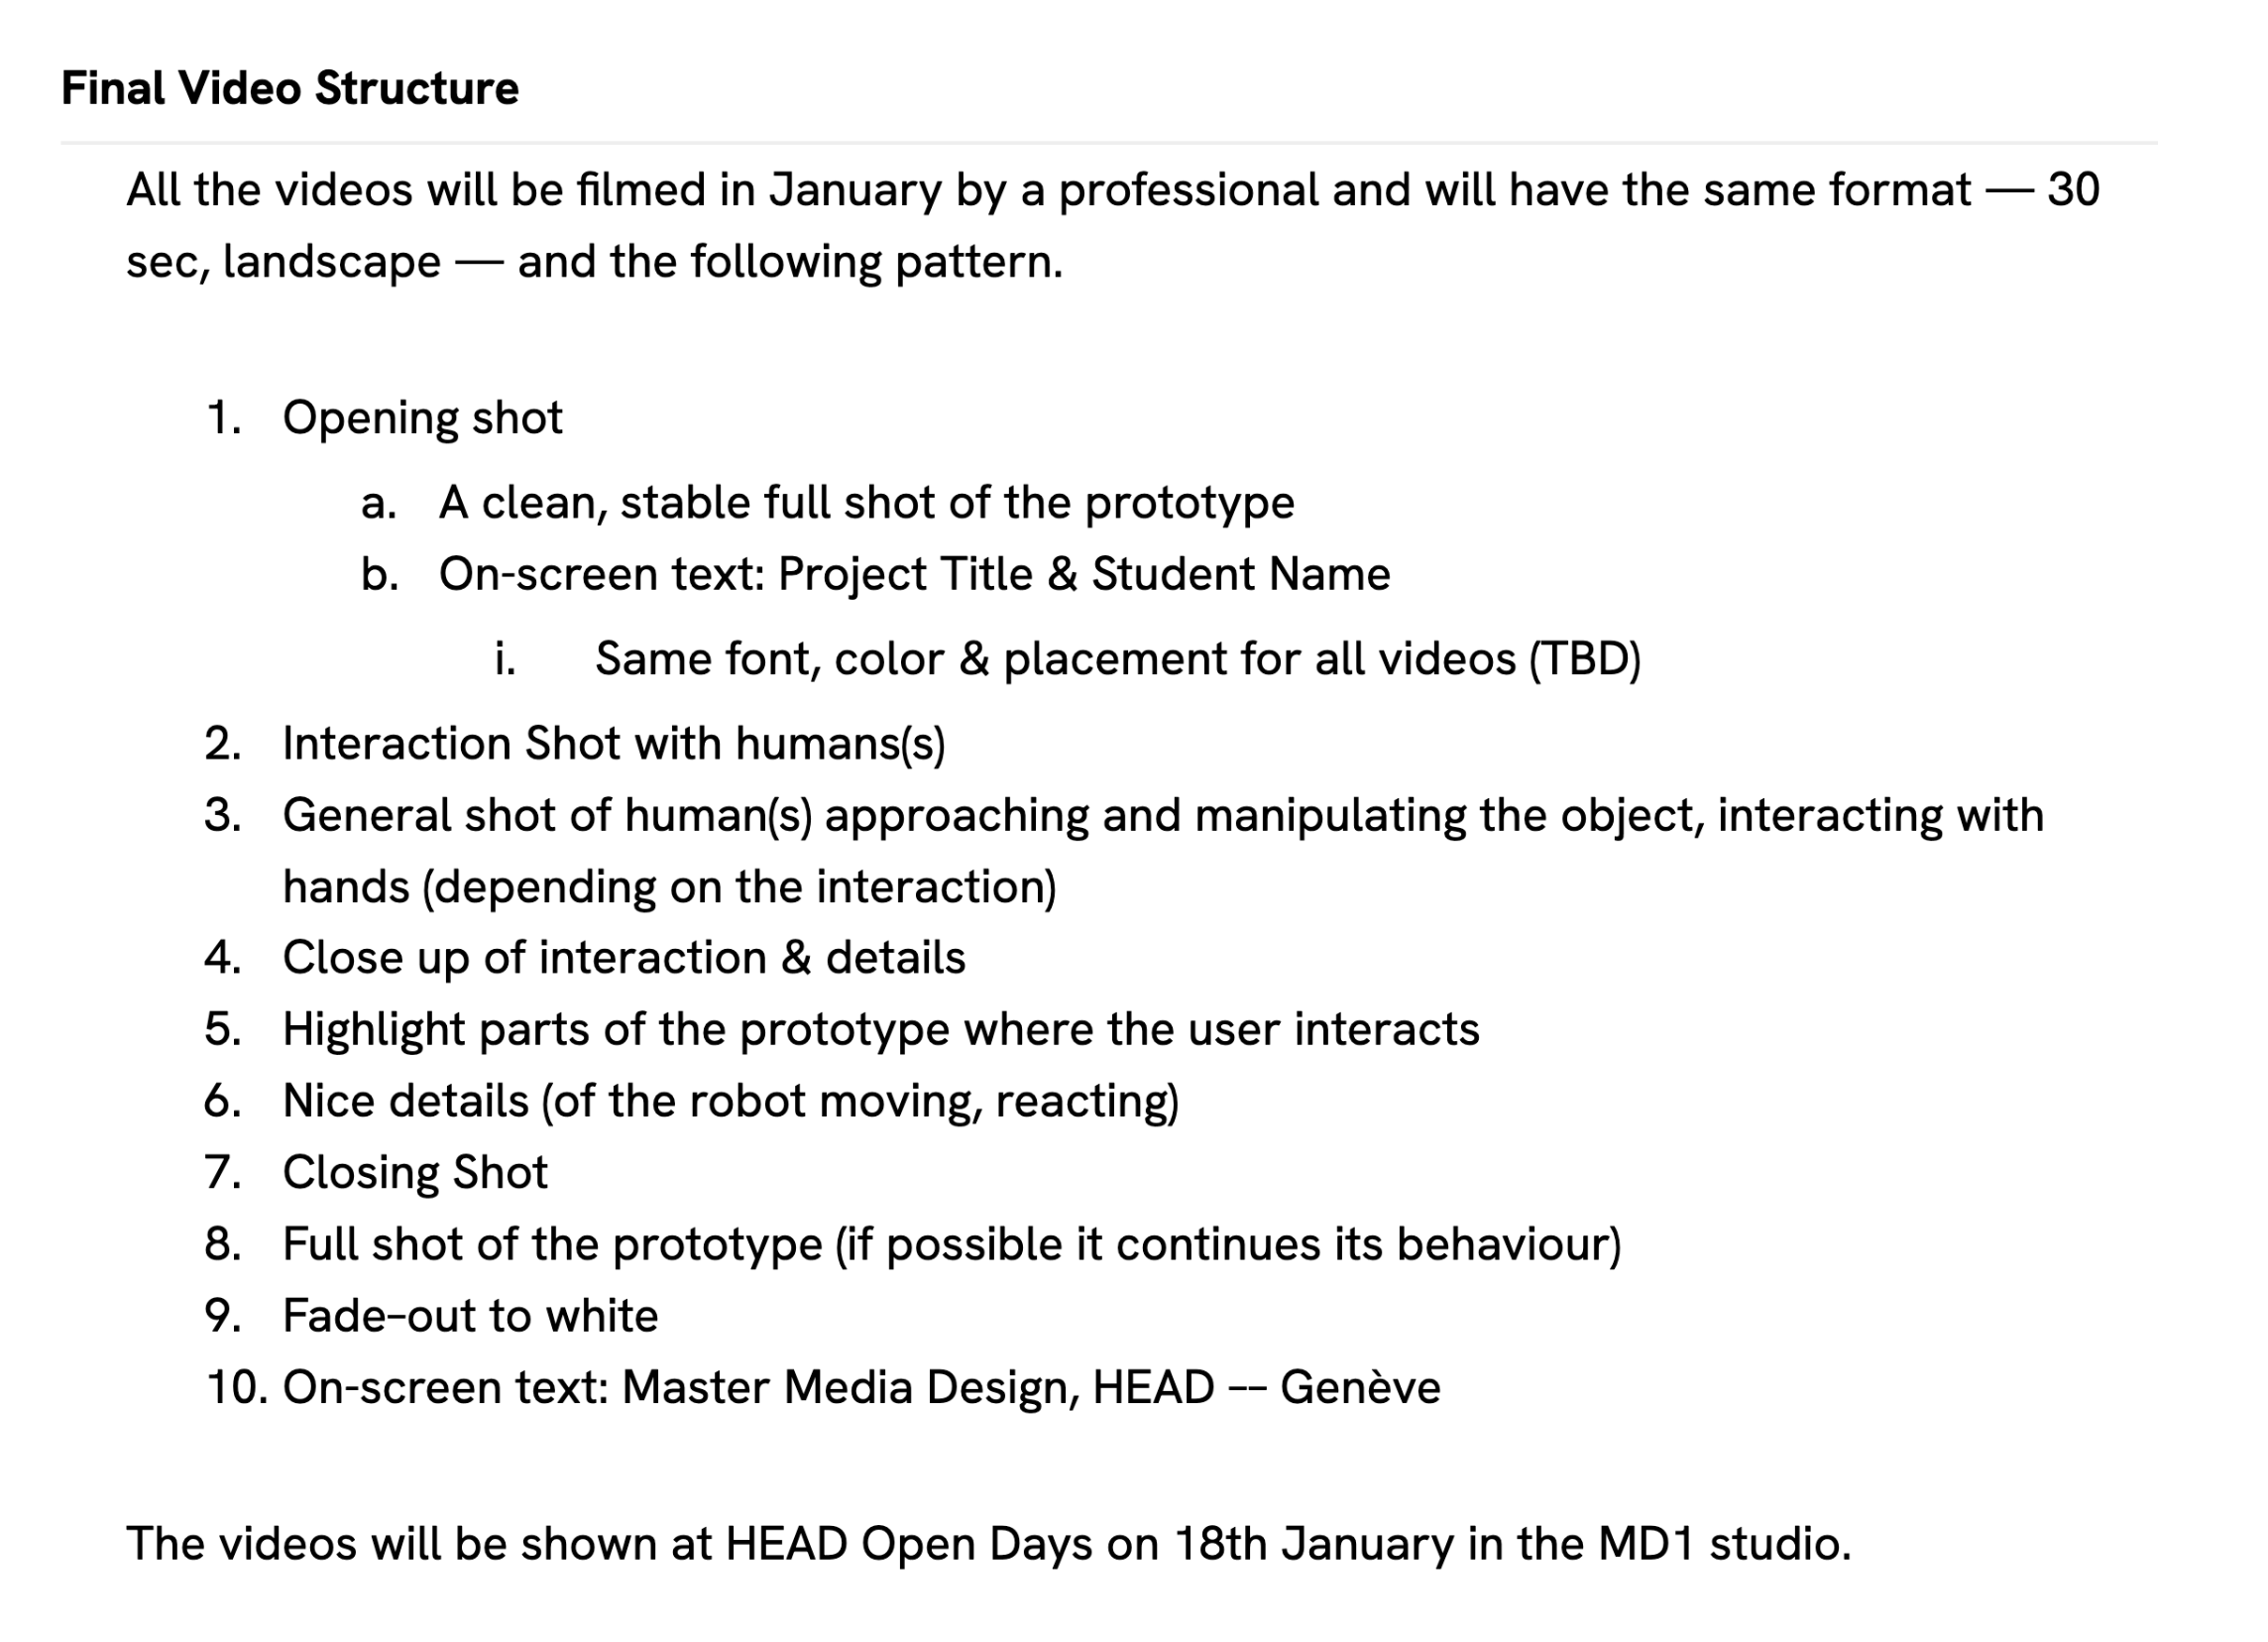 Final Video Structure
All the videos will be filmed in January by a professional and will have the same format — 30
sec, landscape — and the following pattern.
1. Opening shot
a. A clean, stable full shot of the prototype
b. On-screen text: Project Title & Student Name
i. Same font, color & placement for all videos (TBD)
2. Interaction Shot with humans(s)
3. General shot of human(s) approaching and manipulating the object, interacting with
hands (depending on the interaction)
4. Close up of interaction & details
5. Highlight parts of the prototype where the user interacts
6. Nice details (of the robot moving, reacting)
7. Closing Shot
8. Full shot of the prototype (if possible it continues its behaviour)
9. Fade-out to white
10. On-screen text: Master Media Design, HEAD -- Genève
The videos will be shown at HEAD Open Days on 18th January in the MD1 studio.